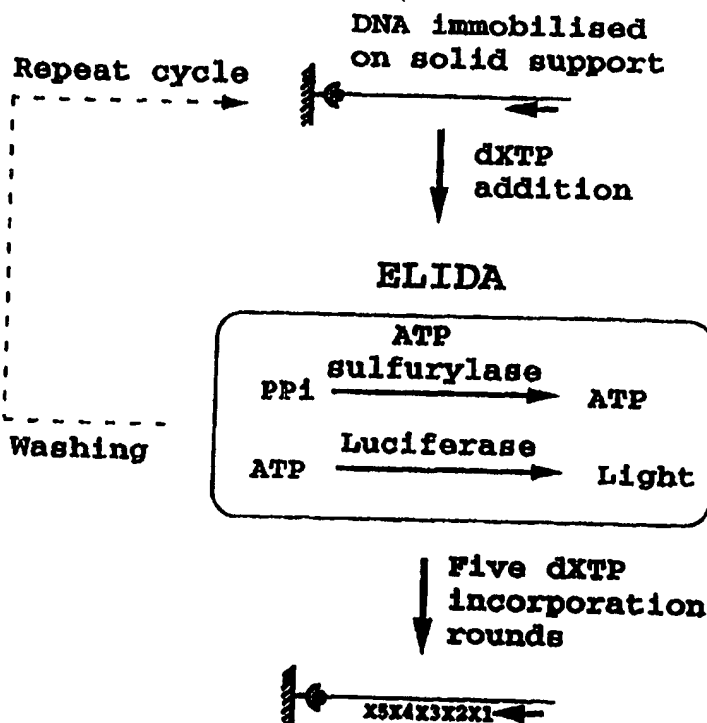 DNA immobilised
on solid support
Repeat cycle
dXTP
addition
ELIDA
ATP
sulfurylase
PPi
ATP
Luciferase
ATP
Light
Washing
Five dXTP
incorporation
rounds
X5X4X3X2X1